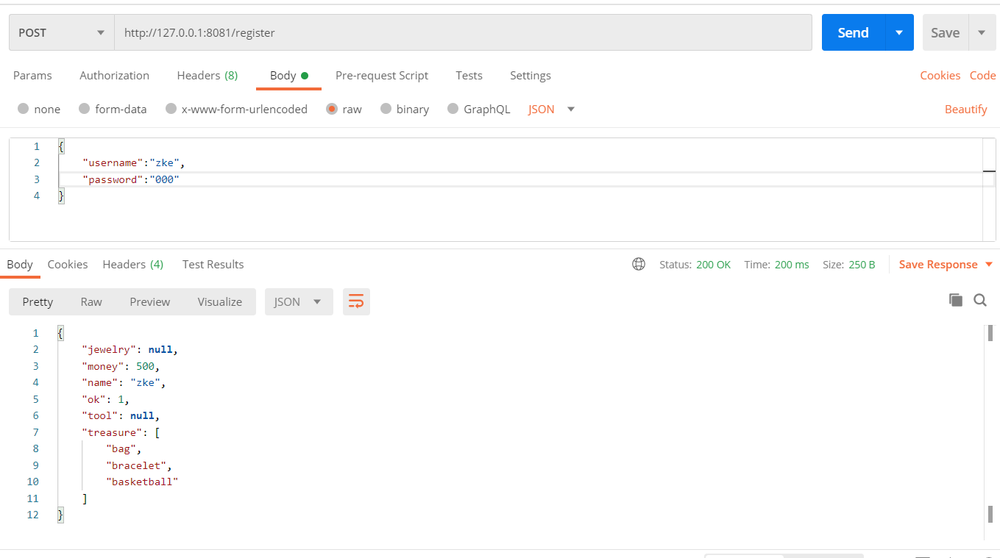 POST http://127.0.0.1:8081/register Send Save
Params Authorization Headers (8) Body Pre-request Script Tests Settings Cookies Code
none form-data x-www-form-urlencoded raw binary GraphQL JSON Beautify
1 {
2 "username":"zke",
3 "password":"000"
4 }
Body Cookies Headers (4) Test Results Status: 200 OK Time: 200 ms Size: 250 B Save Response
Pretty Raw Preview Visualize JSON
1 {
2 "jewelry": null,
3 "money": 500,
4 "name": "zke",
5 "ok": 1,
6 "tool": null,
7 "treasure": [
8 "bag",
9 "bracelet",
10 "basketball"
11 ]
12 }